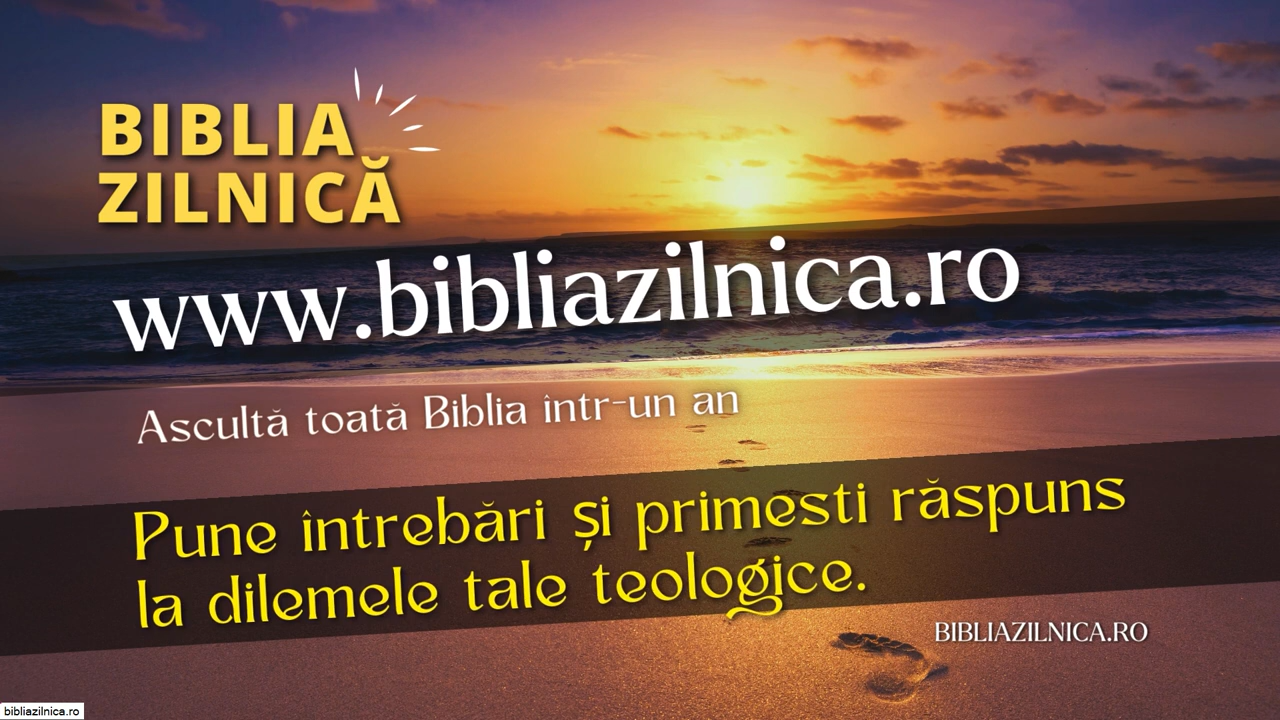 BIBLIA
ZILNICĂ
www.bibliazilnica.ro
Ascultă toată Biblia într-un an
Pune întrebări și primesti răspuns
la dilemele tale teologice.
BIBLIAZILNICA.RO
bibliazilnica.ro